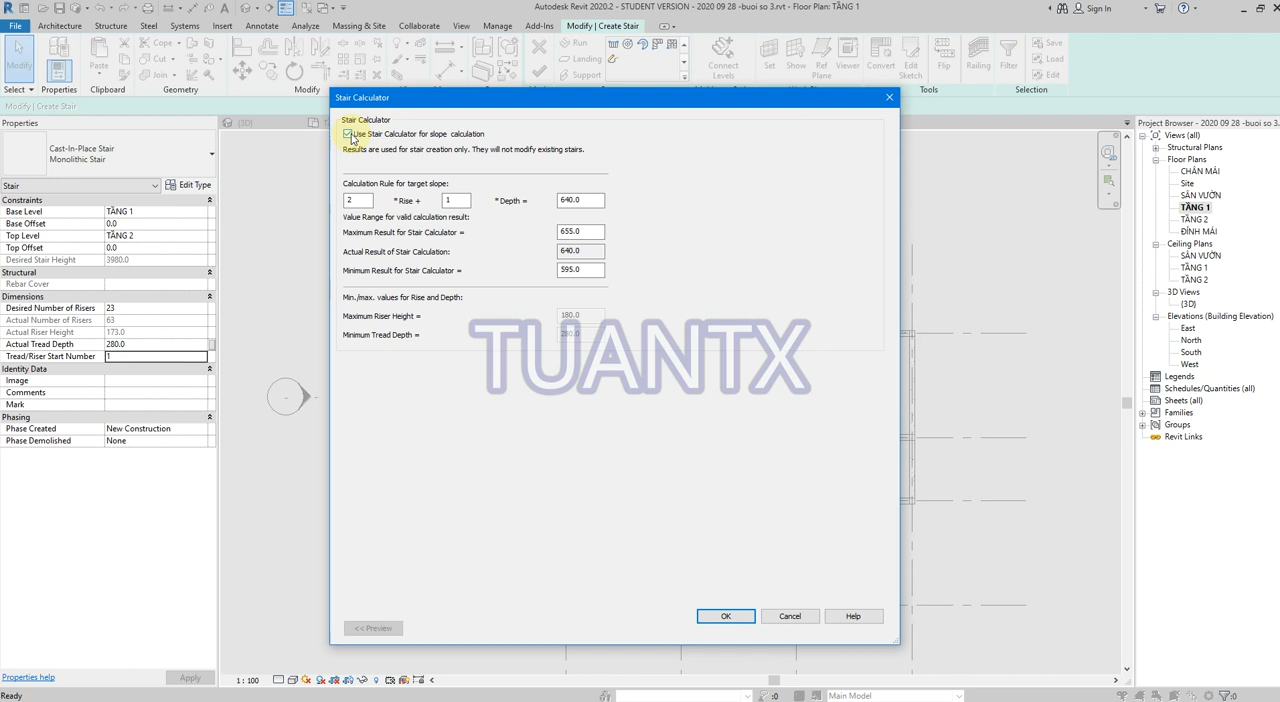 Autodesk Revit 2020.2 - STUDENT VERSION - 2020 09 28 -buoi so 3.rvt - Floor Plan: TẦNG 1
Sign In
File Architecture Structure Steel Systems Insert Annotate Analyze Massing & Site Collaborate View Manage Add-Ins Modify | Create Stair
Modify Paste Cope Cut Join Run Landing Support Connect Levels Set Show Ref Plane Viewer Convert Edit Sketch Flip Railing Filter Save Load Edit
Select Properties Clipboard Geometry Modify Tools Selection
Modify | Create Stair
Properties
Cast-In-Place Stair
Monolithic Stair
Stair Edit Type
Constraints
Base Level TẦNG 1
Base Offset 0.0
Top Level TẦNG 2
Top Offset 0.0
Desired Stair Height 3980.0
Structural
Rebar Cover
Dimensions
Desired Number of Risers 23
Actual Number of Risers 63
Actual Riser Height 173.0
Actual Tread Depth 280.0
Tread/Riser Start Number 1
Identity Data
Image
Comments
Mark
Phasing
Phase Created New Construction
Phase Demolished None
Properties help Apply
Stair Calculator
Stair Calculator
Use Stair Calculator for slope calculation
Results are used for stair creation only. They will not modify existing stairs.
Calculation Rule for target slope:
2 * Rise + 1 * Depth = 640.0
Value Range for valid calculation result:
Maximum Result for Stair Calculator = 655.0
Actual Result of Stair Calculation: 640.0
Minimum Result for Stair Calculator = 595.0
Min./max. values for Rise and Depth:
Maximum Riser Height = 180.0
Minimum Tread Depth = 280.0
TUANTX
OK Cancel Help
<< Preview
Project Browser - 2020 09 28 -buoi so 3.rvt
Views (all)
Structural Plans
Floor Plans
CHÂN MÁI
Site
SÂN VƯỜN
TẦNG 1
TẦNG 2
ĐỈNH MÁI
Ceiling Plans
SÂN VƯỜN
TẦNG 1
TẦNG 2
3D Views
{3D}
Elevations (Building Elevation)
East
North
South
West
Legends
Schedules/Quantities (all)
Sheets (all)
Families
Groups
Revit Links
{3D}
1 : 100
Ready
:0
Main Model
:0